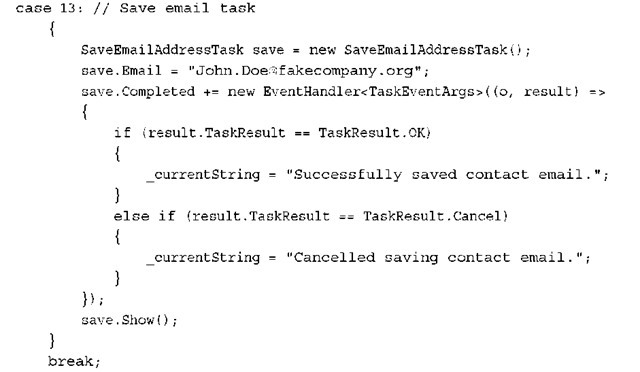 case 13: // Save email task
{
SaveEmailAddressTask save = new SaveEmailAddressTask();
save.Email = "John.Doe@fakecompany.org";
save.Completed += new EventHandler<TaskEventArgs>((o, result) =>
{
if (result.TaskResult == TaskResult.OK)
{
_currentString = "Successfully saved contact email.";
}
else if (result.TaskResult == TaskResult.Cancel)
{
_currentString = "Cancelled saving contact email.";
}
});
save.Show();
}
break;